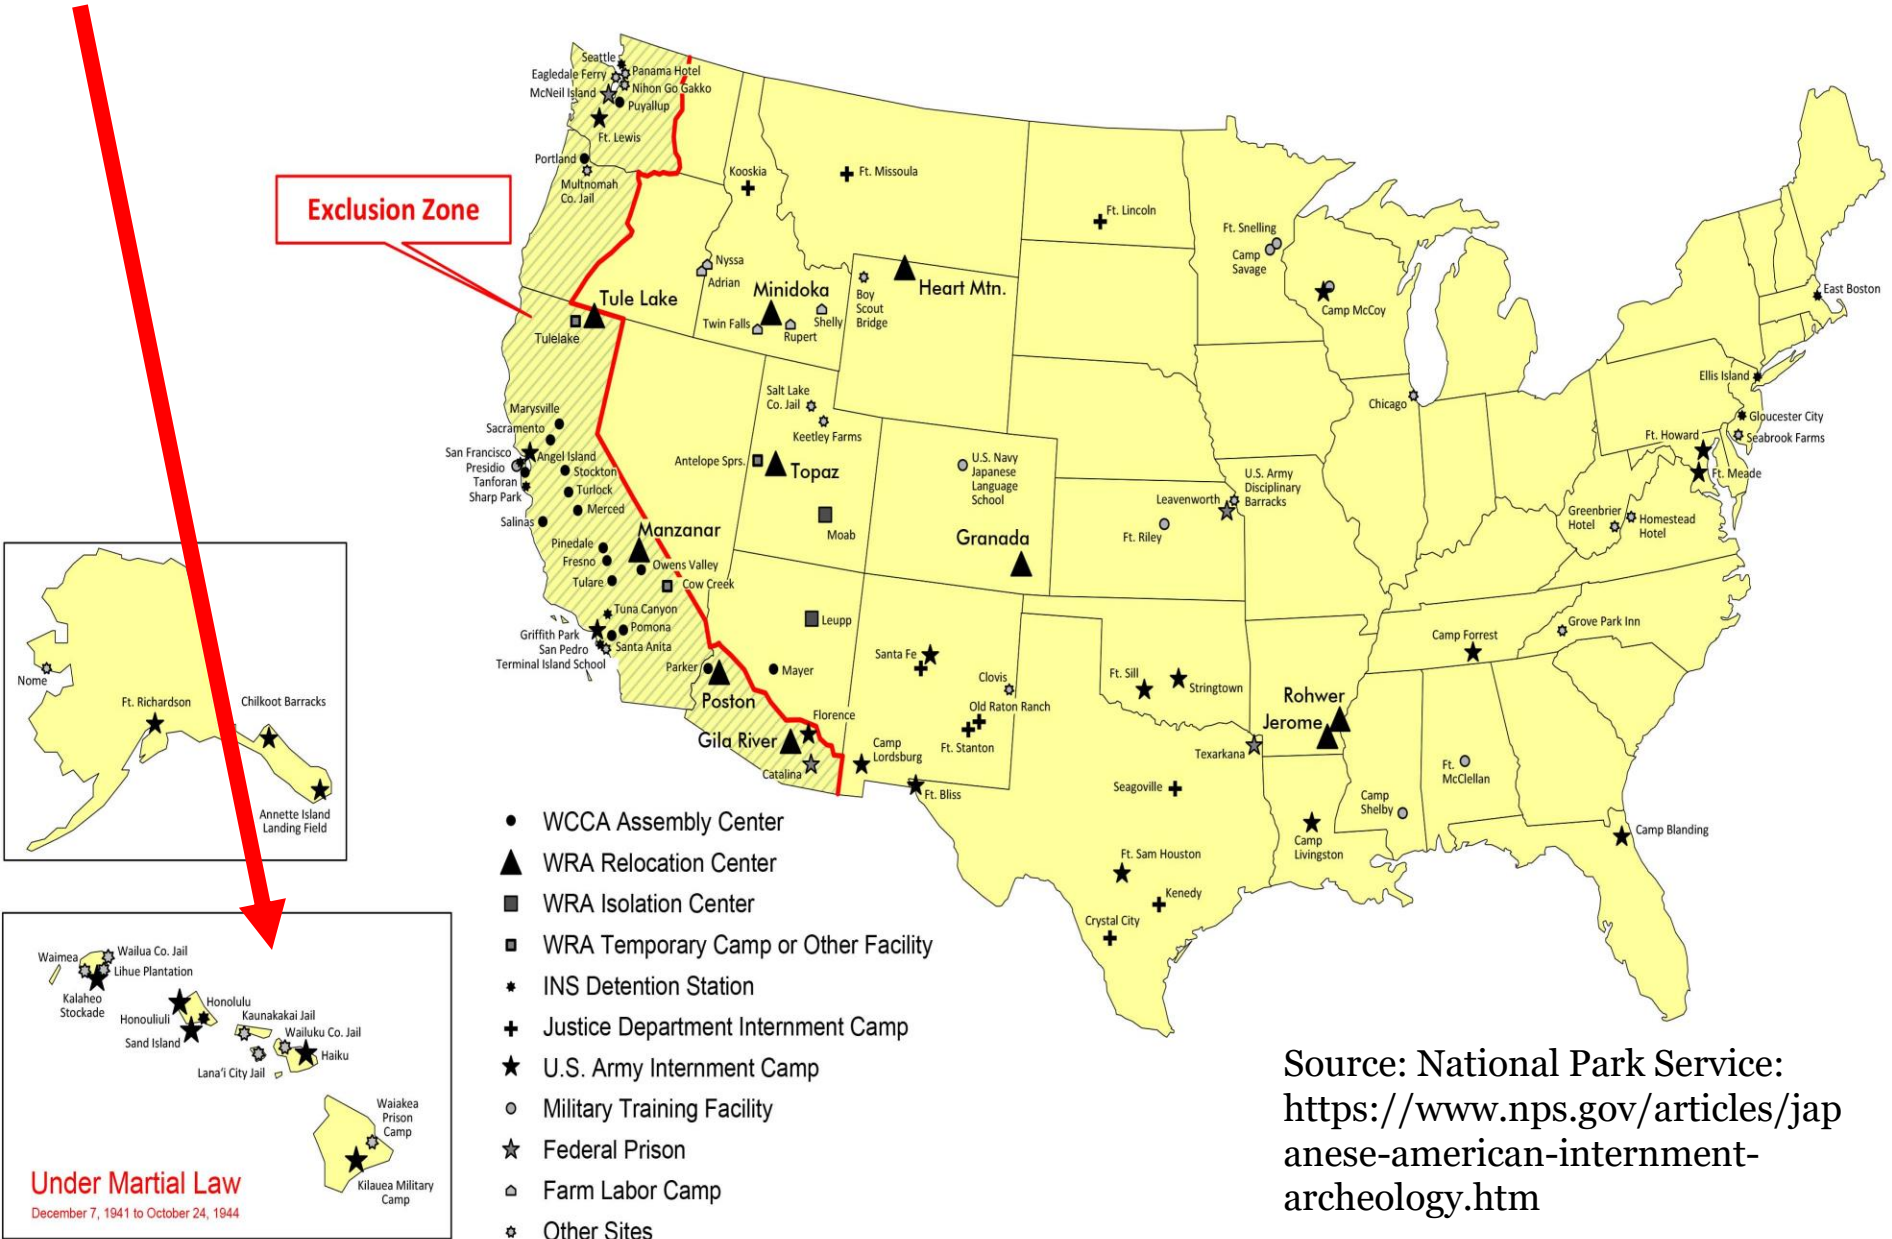 Seattle
Eagledale Ferry
Panama Hotel
Nihon Go Gakko
McNeil Island
Puyallup
Ft. Lewis
Portland
Multnomah
Co. Jail
Exclusion Zone
Kooskia
Ft. Missoula
Ft. Lincoln
Ft. Snelling
Camp
Savage
Camp McCoy
East Boston
Nyssa
Adrian
Minidoka
Twin Falls
Rupert
Shelly
Boy
Scout
Bridge
Heart Mtn.
Tule Lake
Tulelake
Salt Lake
Co. Jail
Keetley Farms
Antelope Sprs.
Topaz
Moab
U.S. Navy
Japanese
Language
School
Granada
Leavenworth
U.S. Army
Disciplinary
Barracks
Ft. Riley
Chicago
Ellis Island
Gloucester City
Seabrook Farms
Ft. Howard
Ft. Meade
Greenbrier
Hotel
Homestead
Hotel
Marysville
Sacramento
San Francisco
Angel Island
Presidio
Stockton
Tanforan
Turlock
Sharp Park
Merced
Salinas
Manzanar
Pinedale
Fresno
Owens Valley
Tulare
Cow Creek
Tuna Canyon
Griffith Park
Pomona
San Pedro
Santa Anita
Terminal Island School
Parker
Poston
Mayer
Leupp
Florence
Gila River
Catalina
Santa Fe
Clovis
Old Raton Ranch
Ft. Stanton
Camp
Lordsburg
Ft. Bliss
Ft. Sill
Stringtown
Rohwer
Jerome
Texarkana
Seagoville
Camp Forrest
Grove Park Inn
Ft.
McClellan
Camp
Shelby
Camp
Livingston
Camp Blanding
Ft. Sam Houston
Kenedy
Crystal City
Nome
Ft. Richardson
Chilkoot Barracks
Annette Island
Landing Field
Waimea
Wailua Co. Jail
Lihue Plantation
Kalaheo
Stockade
Honolulu
Honouliuli
Kaunakakai Jail
Sand Island
Wailuku Co. Jail
Haiku
Lana'i City Jail
Waiakea
Prison
Camp
Kilauea Military
Camp
Under Martial Law
December 7, 1941 to October 24, 1944
WCCA Assembly Center
WRA Relocation Center
WRA Isolation Center
WRA Temporary Camp or Other Facility
INS Detention Station
Justice Department Internment Camp
U.S. Army Internment Camp
Military Training Facility
Federal Prison
Farm Labor Camp
Other Sites
Source: National Park Service:
https://www.nps.gov/articles/jap
anese-american-internment-
archeology.htm